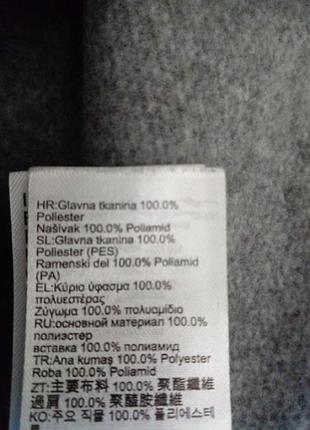 HR:Glavna tkanina 100.0%
Poliester
Našivak 100.0% Poliamid
SL:Glavna tkanina 100.0%
Poliester (PES)
Ramenski del 100.0% Poliamid
(PA)
EL:Κύριο ύφασμα 100.0%
πολυεστέρας
Ζύγωμα 100.0% πολυαμίδιο
RU:основной материал 100.0%
полиэстер
вставка 100.0% полиамид
TR:Ana kumaş 100.0% Polyester
Roba 100.0% Poliamid
ZT:主要布料 100.0% 聚酯纖維
過肩 100.0% 聚醯胺纖維
KO:주요 직물 100.0% 폴리에스테